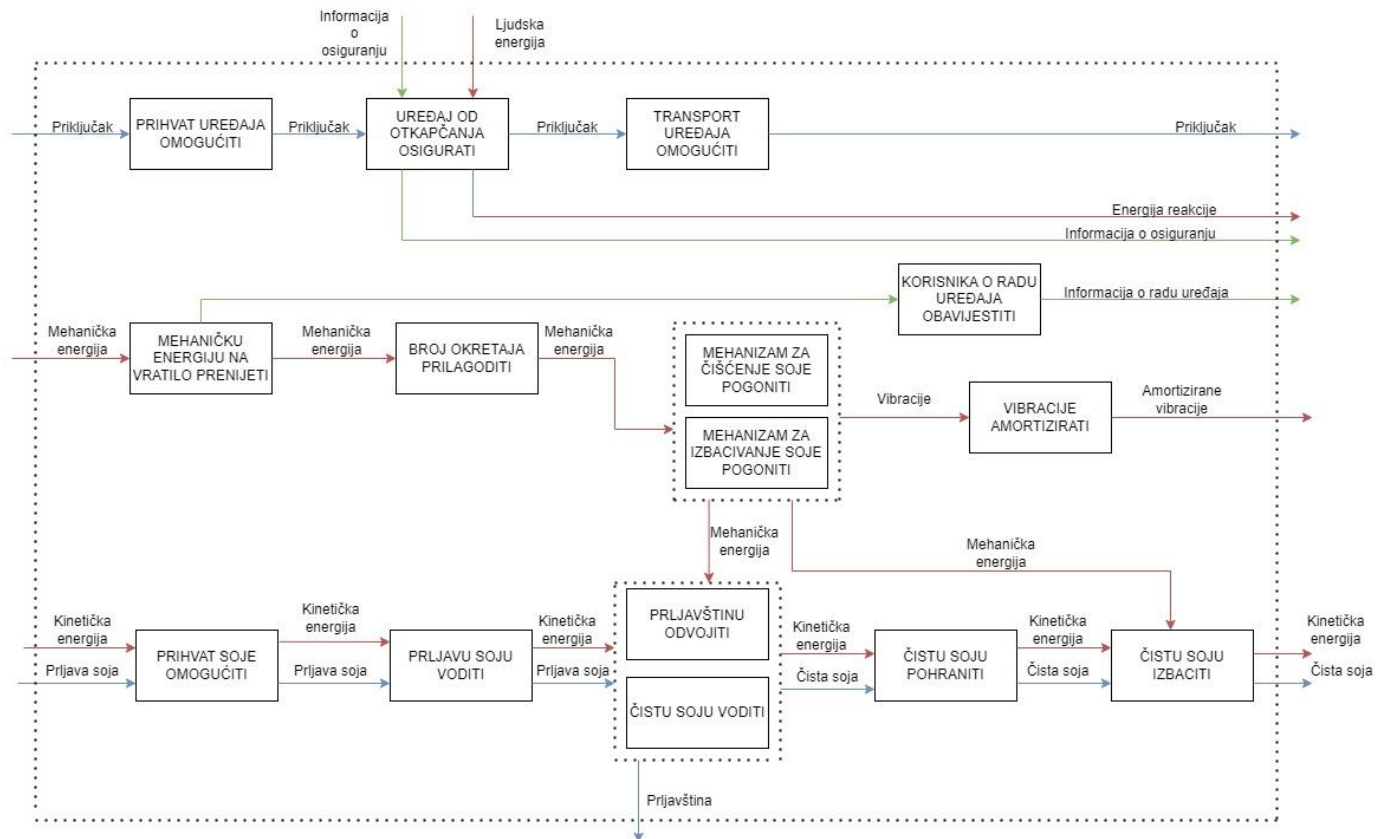 Informacija
o
osiguranju
Ljudska
energija
Priključak
PRIHVAT UREĐAJA
OMOGUĆITI
Priključak
UREĐAJ OD
OTKAPČANJA
OSIGURATI
Priključak
TRANSPORT
UREĐAJA
OMOGUĆITI
Priključak
Energija reakcije
Informacija o osiguranju
KORISNIKA O RADU
UREĐAJA
OBAVIJESTITI
Informacija o radu uređaja
Mehanička
energija
MEHANIČKU
ENERGIJU NA
VRATILO PRENIJETI
Mehanička
energija
BROJ OKRETAJA
PRILAGODITI
Mehanička
energija
MEHANIZAM ZA
ČIŠĆENJE SOJE
POGONITI
MEHANIZAM ZA
IZBACIVANJE SOJE
POGONITI
Vibracije
VIBRACIJE
AMORTIZIRATI
Amortizirane
vibracije
Mehanička
energija
Mehanička
energija
Kinetička
energija
Prljava soja
PRIHVAT SOJE
OMOGUĆITI
Kinetička
energija
Prljava soja
PRLJAVU SOJU
VODITI
Kinetička
energija
Prljava soja
PRLJAVŠTINU
ODVOJITI
ČISTU SOJU VODITI
Kinetička
energija
Čista soja
ČISTU SOJU
POHRANITI
Kinetička
energija
Čista soja
ČISTU SOJU
IZBACITI
Kinetička
energija
Čista soja
Prljavština